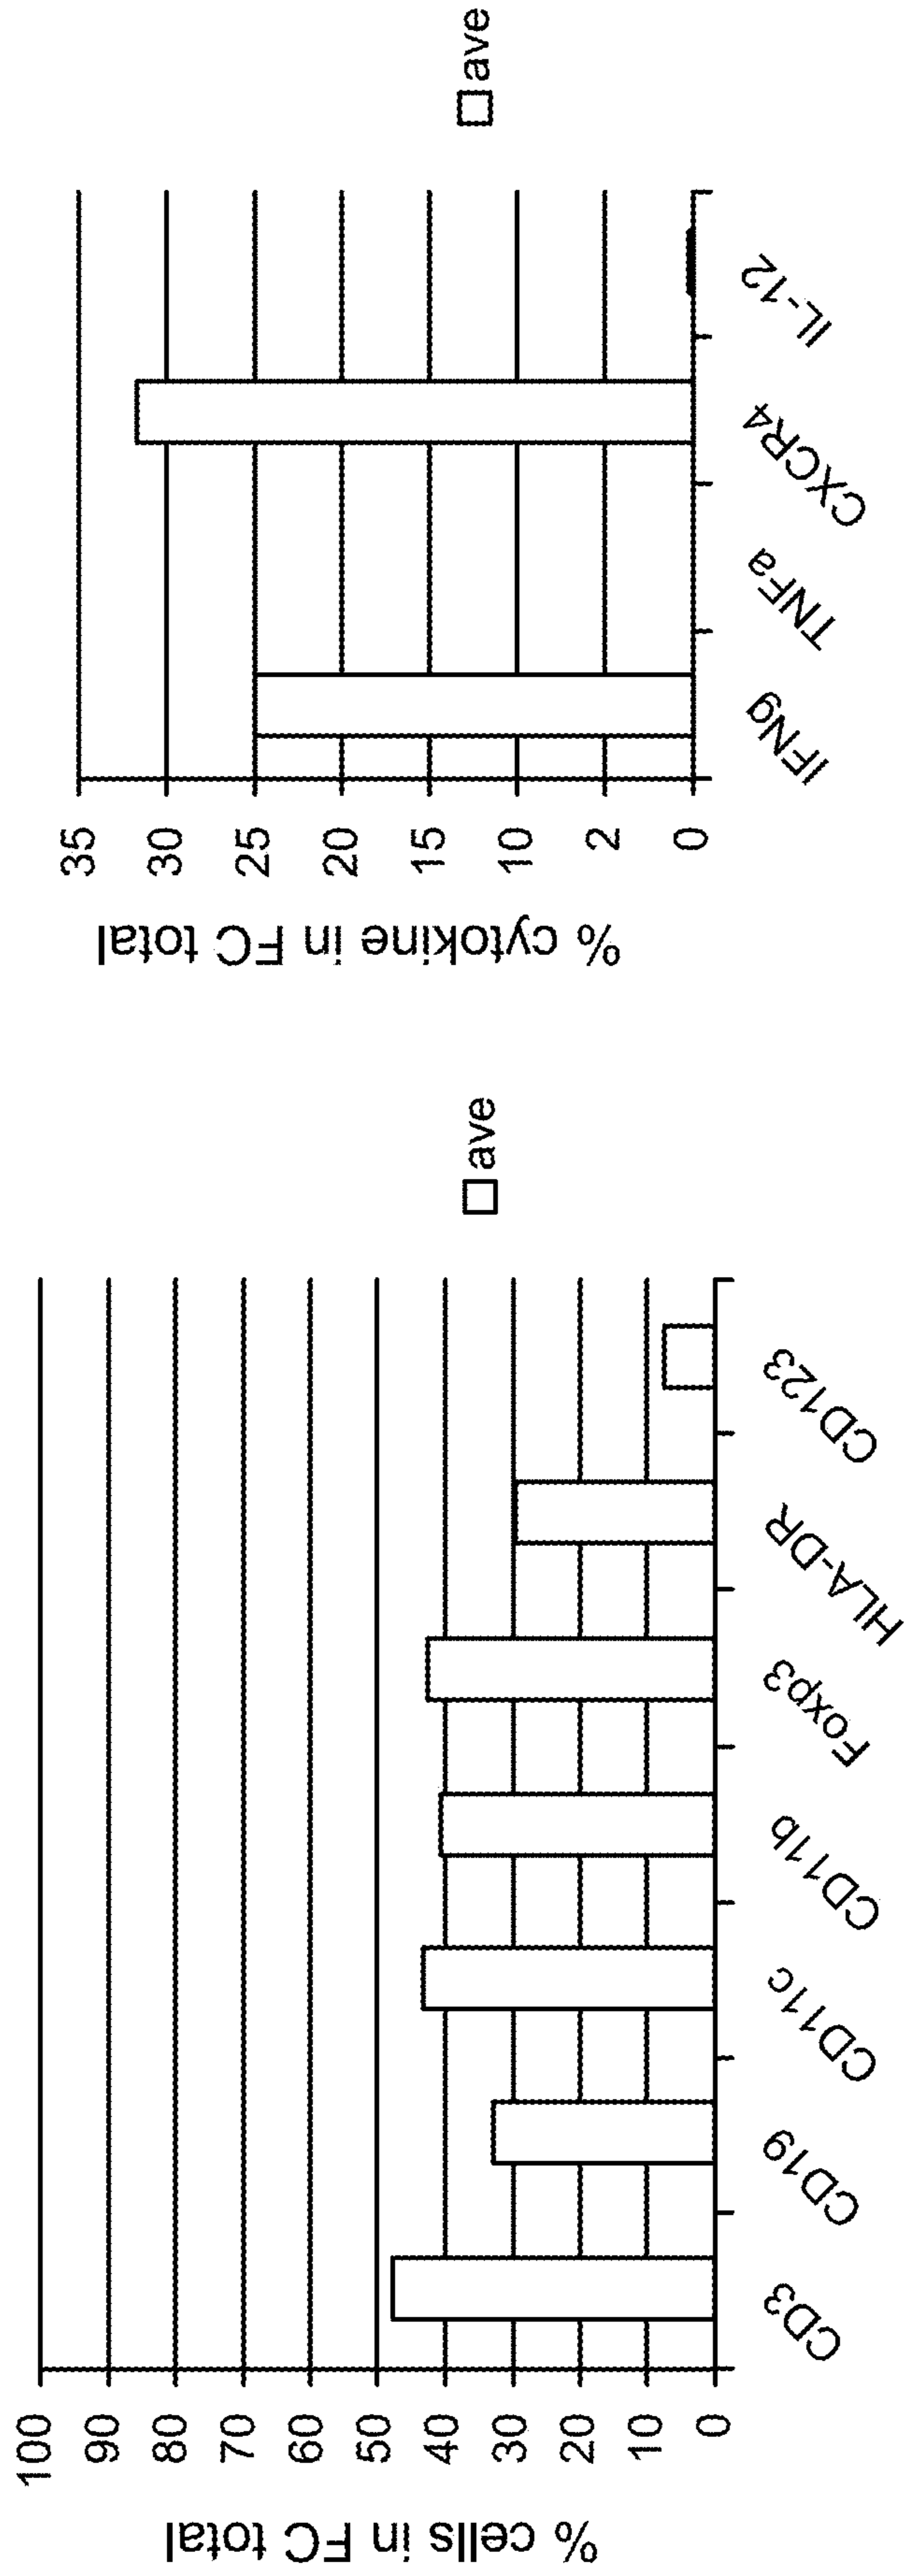 % cells in FC total
100
90
80
70
60
50
40
30
20
10
0
CD3
CD19
CD11c
CD11b
Foxp3
HLA-DR
CD123
ave
% cytokine in FC total
35
30
25
20
15
10
2
0
IFNg
TNFa
CXCR4
IL-12
ave